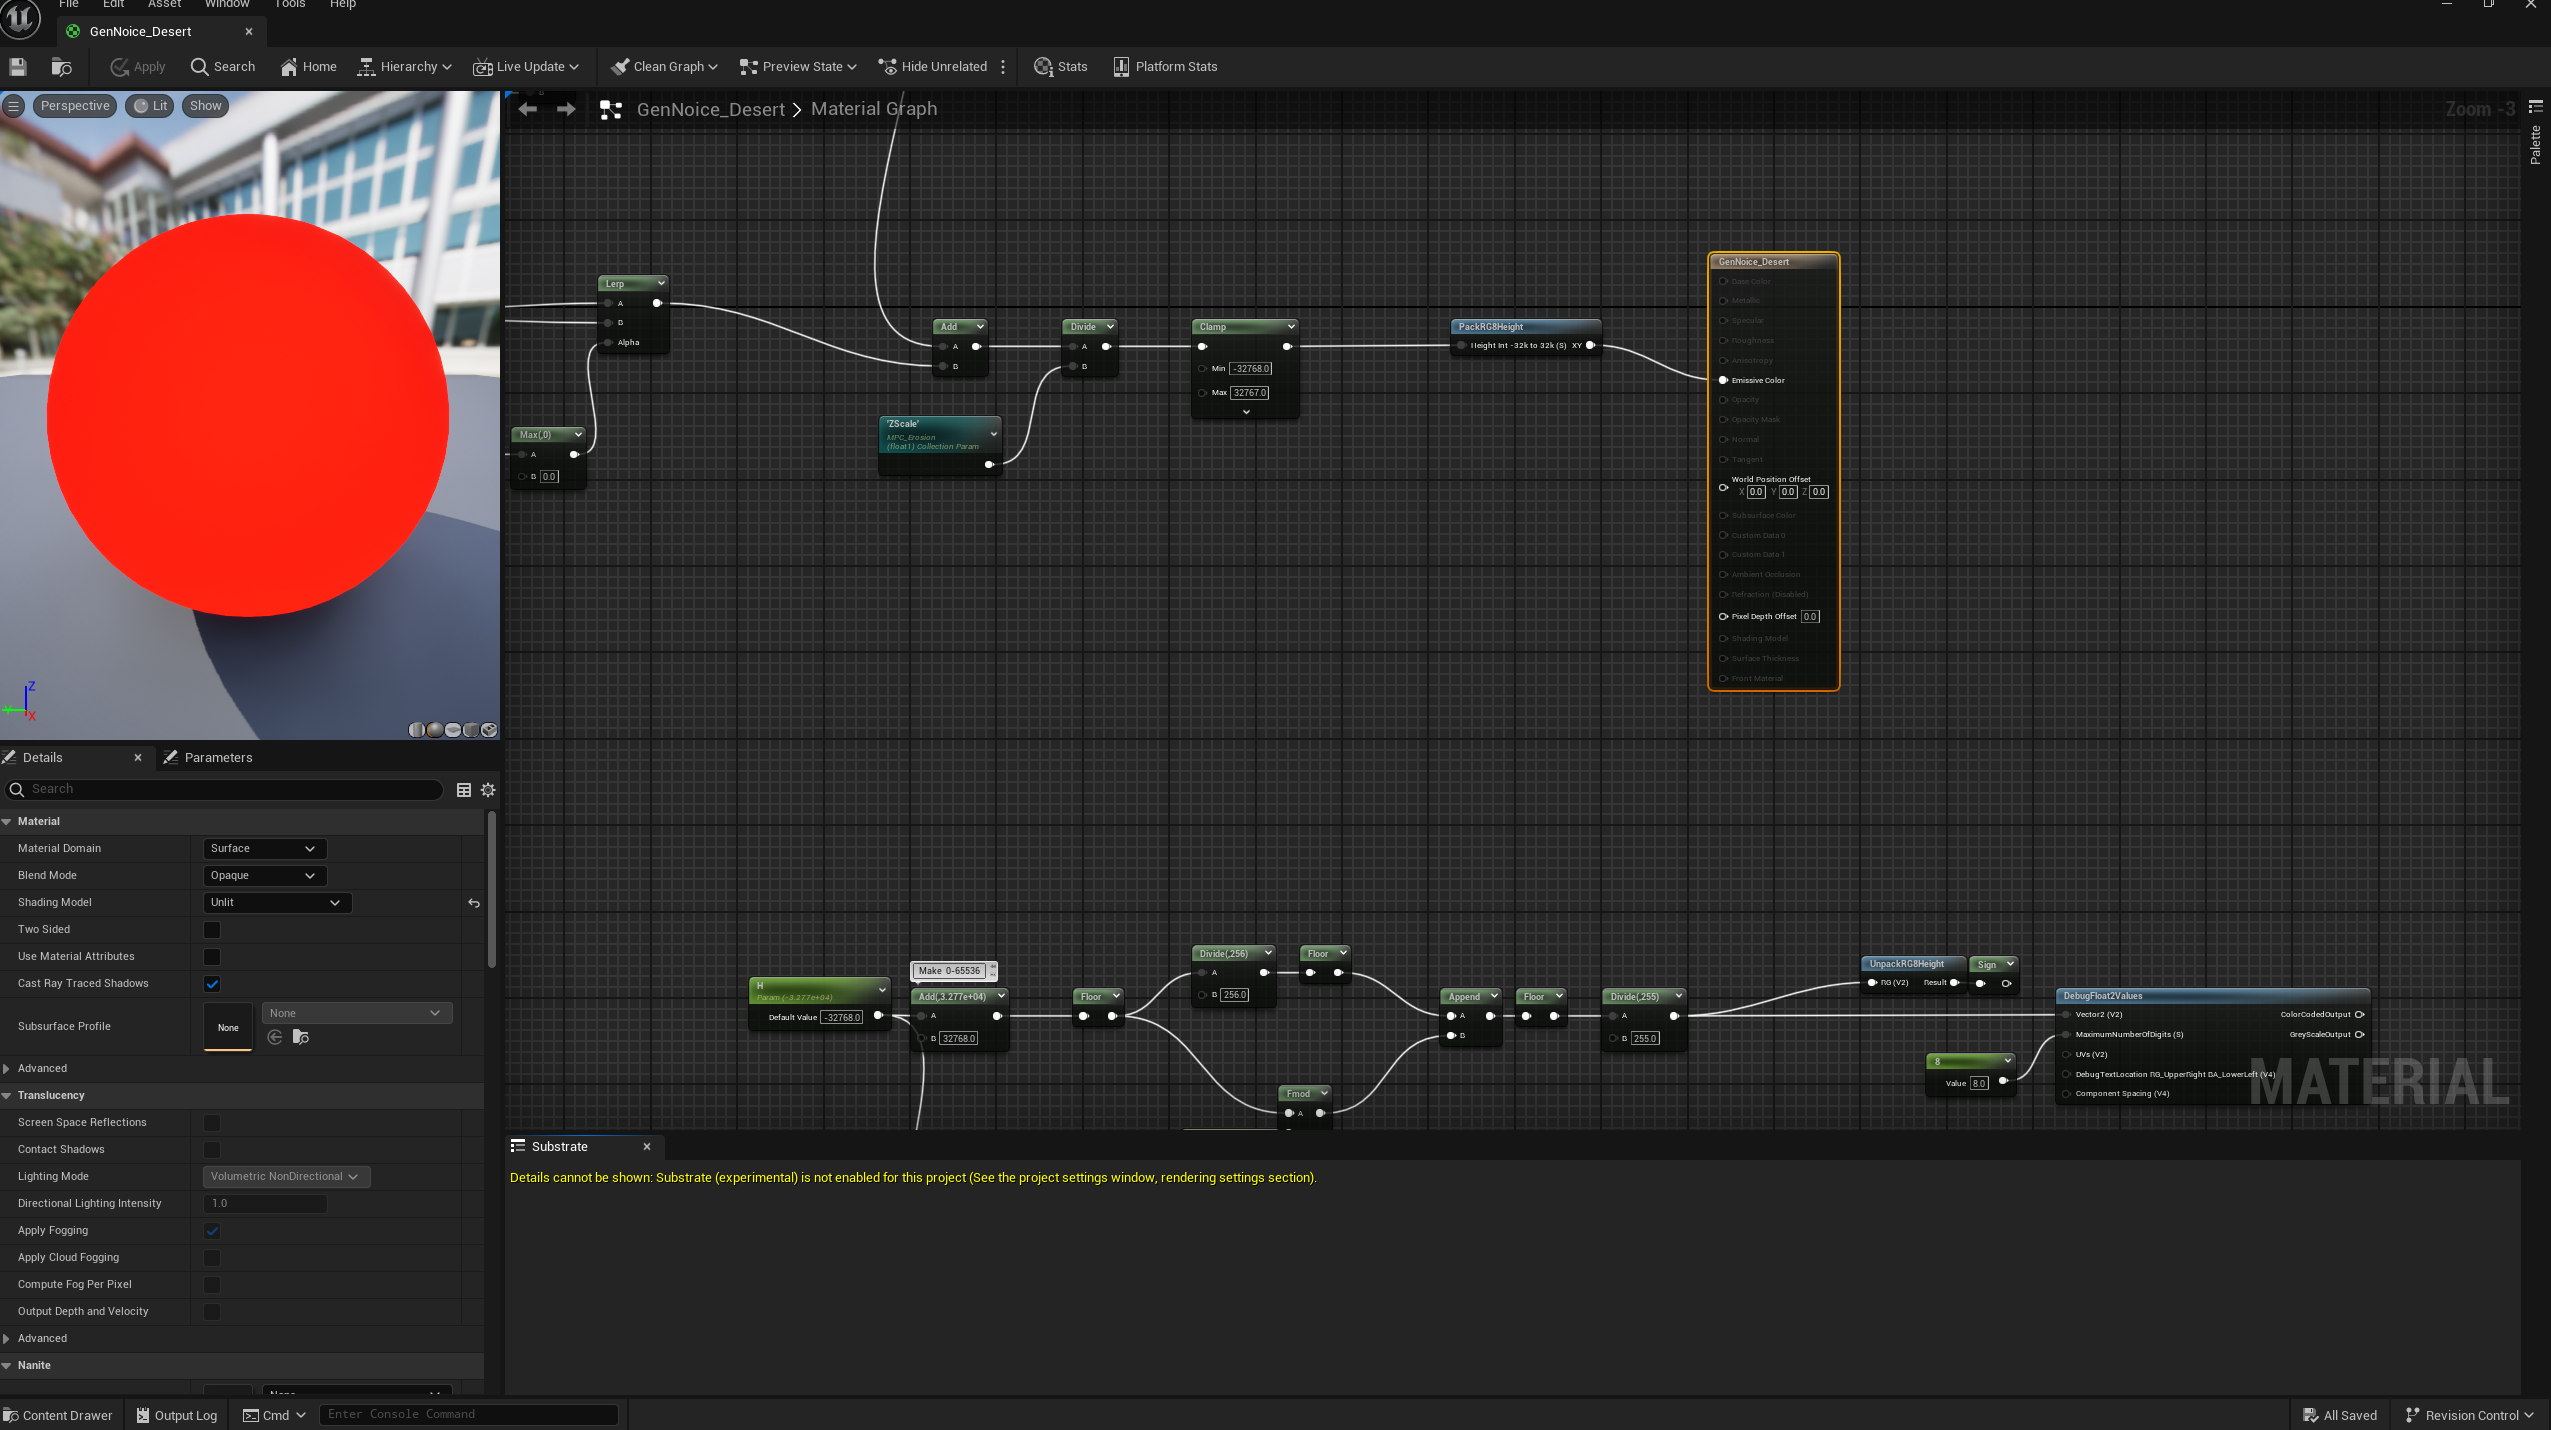 File Edit Asset Window Tools Help
GenNoice_Desert
Apply Search Home Hierarchy Live Update Clean Graph Preview State Hide Unrelated Stats Platform Stats
Perspective Lit Show
GenNoice_Desert > Material Graph
Zoom -3
Palette
Lerp
A
B
Alpha
Max(,0)
A
B 0.0
Add
A
B
Divide
A
B
'ZScale'
MPC_Erosion
(float1) Collection Param
Clamp
Min -32768.0
Max 32767.0
PackRG8Height
Height Int -32k to 32k (S) XY
GenNoice_Desert
Base Color
Metallic
Specular
Roughness
Anisotropy
Emissive Color
Opacity
Opacity Mask
Normal
Tangent
World Position Offset
X 0.0 Y 0.0 Z 0.0
Subsurface Color
Custom Data 0
Custom Data 1
Ambient Occlusion
Refraction (Disabled)
Pixel Depth Offset 0.0
Shading Model
Surface Thickness
Front Material
Z
Y
X
H
Param (-3.277e+04)
Default Value -32768.0
Make 0-65536
Add(,3.277e+04)
A
B 32768.0
Floor
Divide(,256)
A
B 256.0
Floor
Fmod
A
Append
A
B
Floor
Divide(,255)
A
B 255.0
UnpackRG8Height
RG (V2) Result
Sign
8
Value 8.0
DebugFloat2Values
Vector2 (V2) ColorCodedOutput
MaximumNumberOfDigits (S) GreyScaleOutput
UVs (V2)
DebugTextLocation RG_UpperRight BA_LowerLeft (V4)
Component Spacing (V4)
MATERIAL
Details Parameters
Search
Material
Material Domain Surface
Blend Mode Opaque
Shading Model Unlit
Two Sided
Use Material Attributes
Cast Ray Traced Shadows
Subsurface Profile None None
Advanced
Translucency
Screen Space Reflections
Contact Shadows
Lighting Mode Volumetric NonDirectional
Directional Lighting Intensity 1.0
Apply Fogging
Apply Cloud Fogging
Compute Fog Per Pixel
Output Depth and Velocity
Advanced
Nanite
None
Substrate
Details cannot be shown: Substrate (experimental) is not enabled for this project (See the project settings window, rendering settings section).
Content Drawer Output Log Cmd Enter Console Command All Saved Revision Control